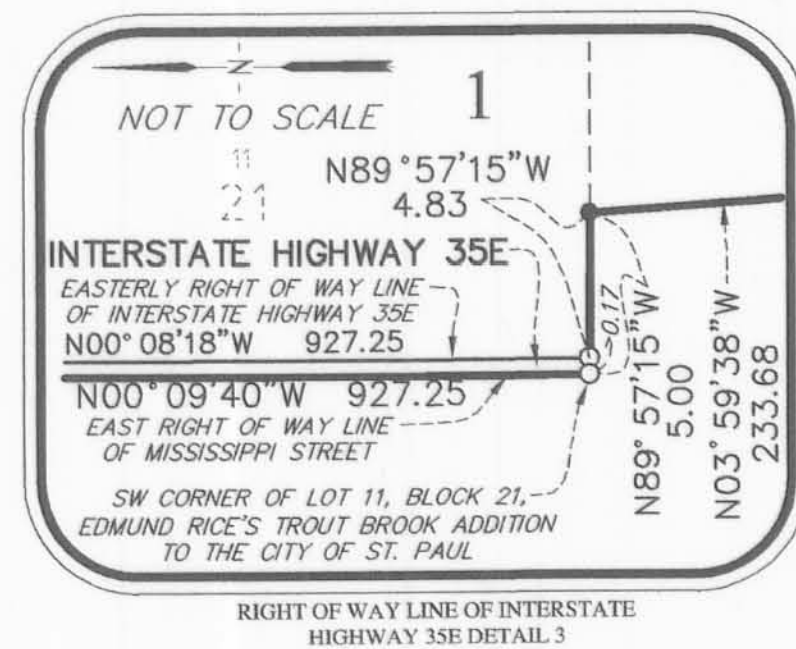 N
NOT TO SCALE
1
11
21
N89°57'15"W
4.83
INTERSTATE HIGHWAY 35E
EASTERLY RIGHT OF WAY LINE
OF INTERSTATE HIGHWAY 35E
N00°08'18"W 927.25
N00°09'40"W 927.25
EAST RIGHT OF WAY LINE
OF MISSISSIPPI STREET
SW CORNER OF LOT 11, BLOCK 21,
EDMUND RICE'S TROUT BROOK ADDITION
TO THE CITY OF ST. PAUL
0.17
N89°57'15"W
5.00
N03°59'38"W
233.68
RIGHT OF WAY LINE OF INTERSTATE
HIGHWAY 35E DETAIL 3